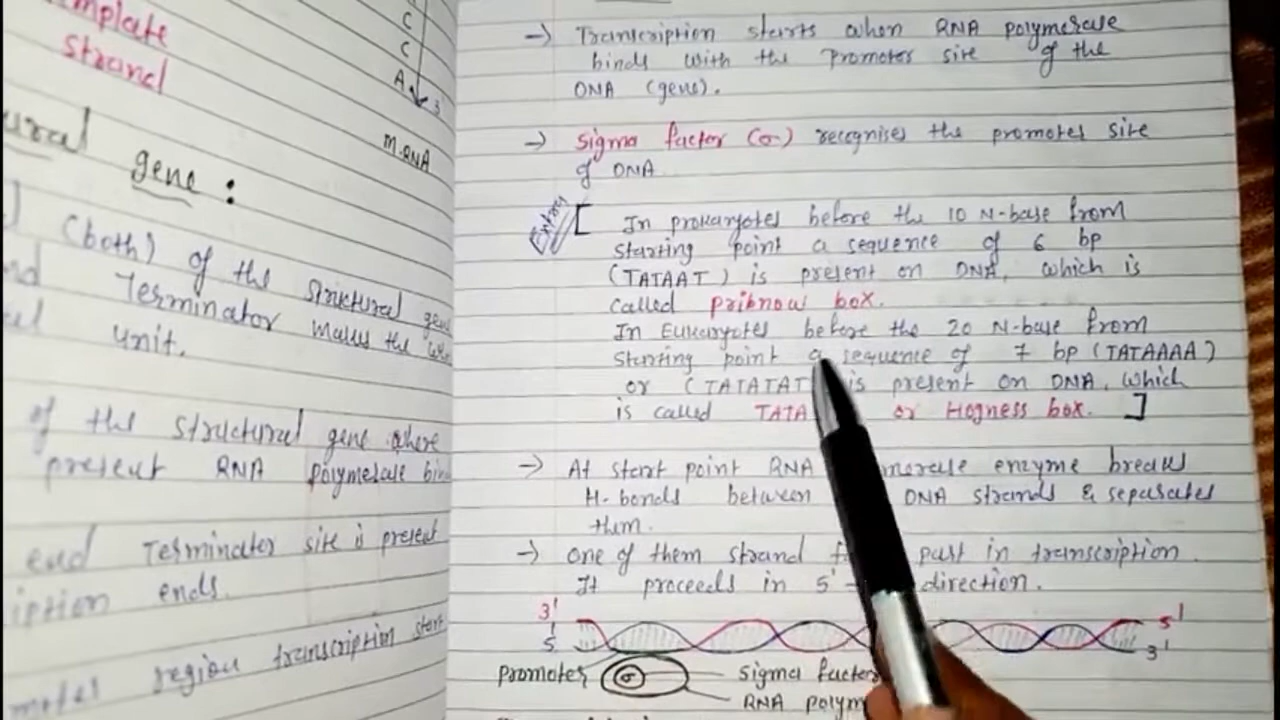 mplate
strand
C
C
A
3
m-RNA
ural gene :
(both) of the structural gene
nd Terminator makes the
unit.
of the structural gene where
present RNA polymerase
end Terminator site is present
iption ends.
region transcription start
→ Transcription starts when RNA polymerase
binds with the promoter site of the
DNA (gene).
→ Sigma factor (σ) recognises the promoter site
of DNA
Extra
[ In prokaryotes before the 10 N-base from
starting point a sequence of 6 bp
(TATAAT) is present on DNA, which is
called pribnow box.
In Eukaryotes before the 20 N-base from
starting point a sequence of 7 bp (TATAAAA)
or (TATATAT is present on DNA, which
is called TATA or Hogness box. ]
→ At start point RNA merase enzyme breaks
H-bonds between DNA strands & separates
them.
→ one of them strand part in transcription.
It proceeds in 5' direction.
3' 5'
5' 3'
promoter σ sigma factor
RNA polym